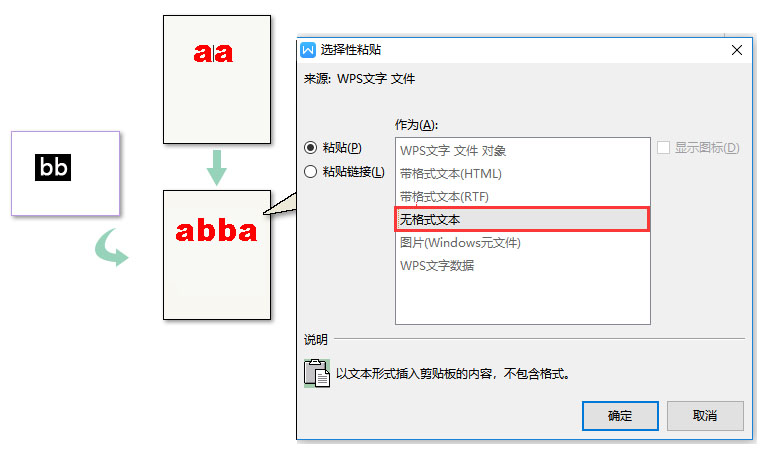 aa
bb
abba
选择性粘贴
来源: WPS文字 文件
作为(A):
粘贴(P)
粘贴链接(L)
WPS文字 文件 对象
带格式文本(HTML)
带格式文本(RTF)
无格式文本
图片(Windows元文件)
WPS文字数据
显示图标(D)
说明
以文本形式插入剪贴板的内容，不包含格式。
确定
取消